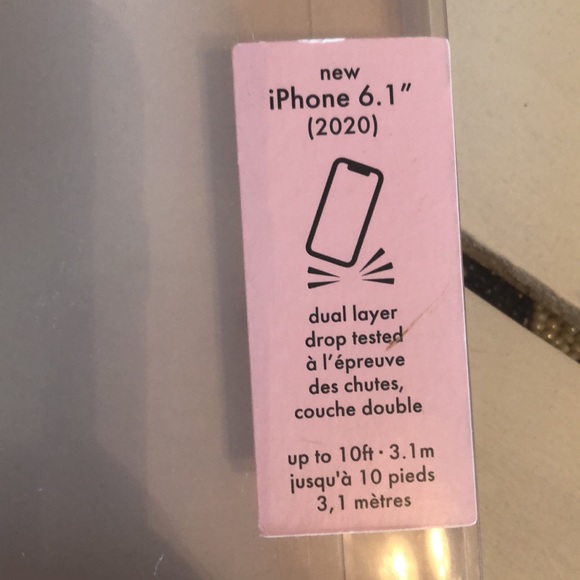 new
iPhone 6.1″
(2020)
dual layer
drop tested
à l'épreuve
des chutes,
couche double
up to 10ft · 3.1m
jusqu'à 10 pieds
3,1 mètres